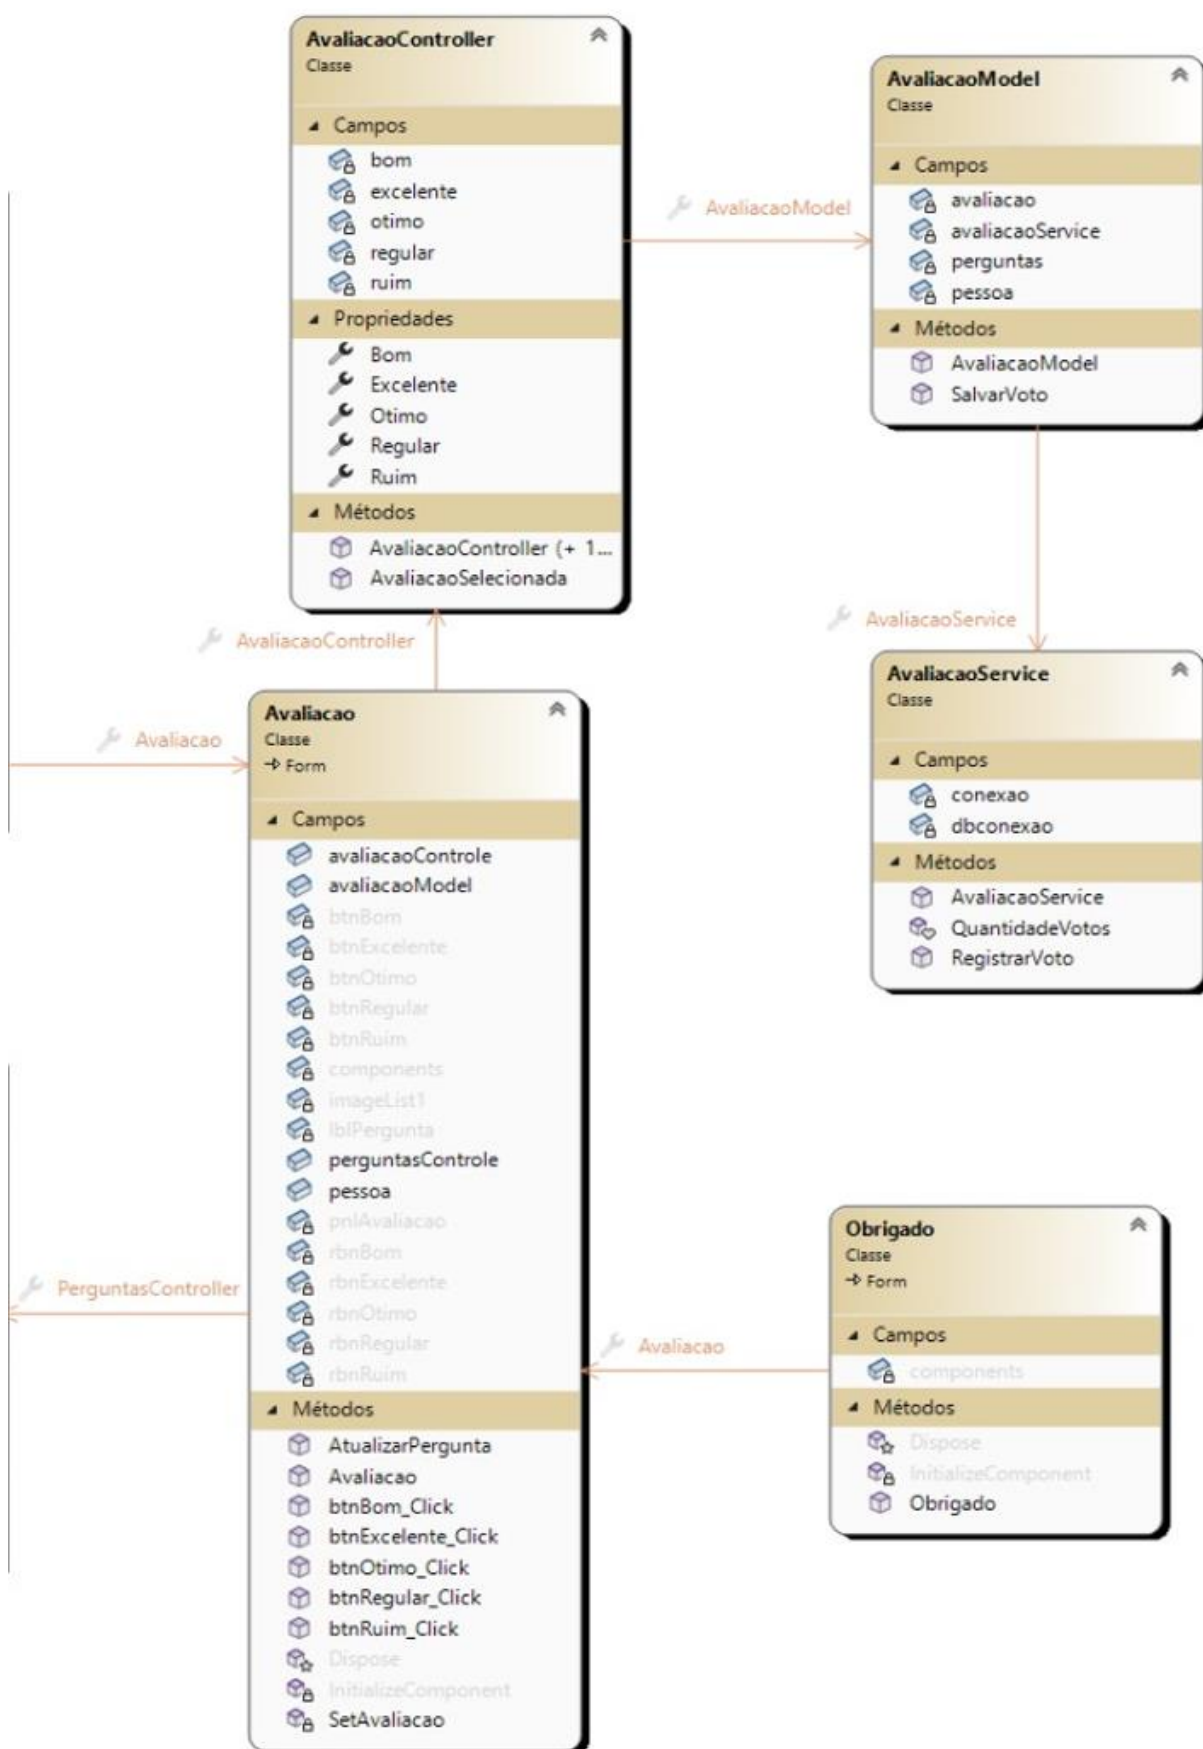 AvaliacaoController
Classe
Campos
bom
excelente
otimo
regular
ruim
Propriedades
Bom
Excelente
Otimo
Regular
Ruim
Métodos
AvaliacaoController (+ 1...
AvaliacaoSelecionada
AvaliacaoModel
AvaliacaoModel
Classe
Campos
avaliacao
avaliacaoService
perguntas
pessoa
Métodos
AvaliacaoModel
SalvarVoto
AvaliacaoService
AvaliacaoController
AvaliacaoService
Classe
Campos
conexao
dbconexao
Métodos
AvaliacaoService
QuantidadeVotos
RegistrarVoto
Avaliacao
Avaliacao
Classe
Form
Campos
avaliacaoControle
avaliacaoModel
btnBom
btnExcelente
btnOtimo
btnRegular
btnRuim
components
imageList1
lblPergunta
perguntasControle
pessoa
pnlAvaliacao
rbnBom
rbnExcelente
rbnOtimo
rbnRegular
rbnRuim
Métodos
AtualizarPergunta
Avaliacao
btnBom_Click
btnExcelente_Click
btnOtimo_Click
btnRegular_Click
btnRuim_Click
Dispose
InitializeComponent
SetAvaliacao
PerguntasController
Avaliacao
Obrigado
Classe
Form
Campos
components
Métodos
Dispose
InitializeComponent
Obrigado